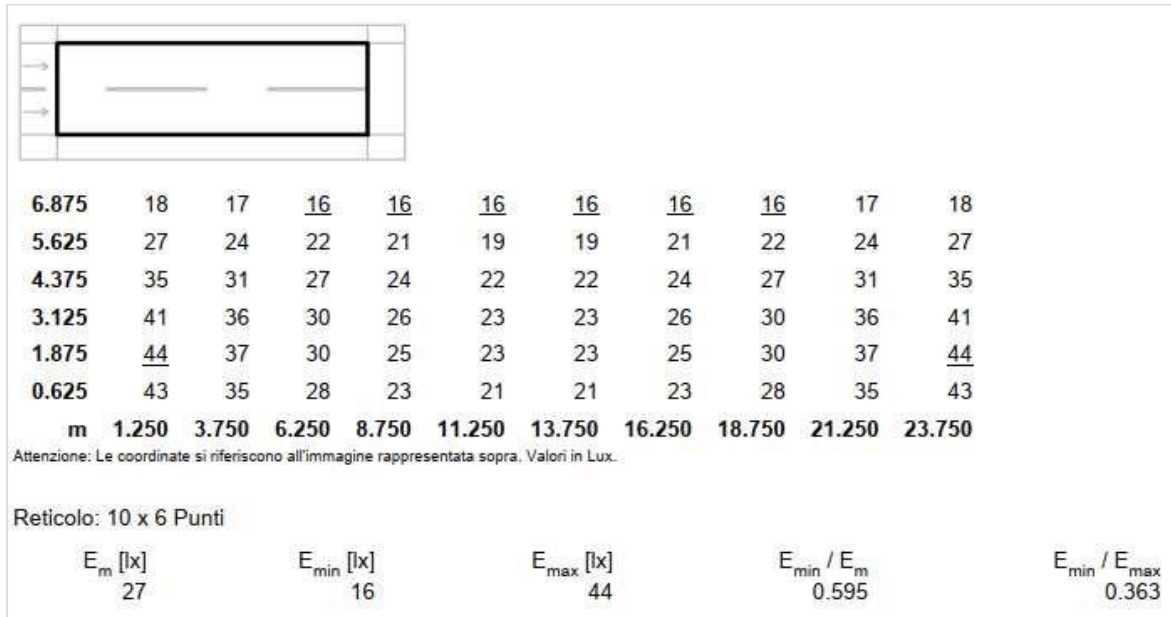 6.875 18 17 16 16 16 16 16 16 17 18
5.625 27 24 22 21 19 19 21 22 24 27
4.375 35 31 27 24 22 22 24 27 31 35
3.125 41 36 30 26 23 23 26 30 36 41
1.875 44 37 30 25 23 23 25 30 37 44
0.625 43 35 28 23 21 21 23 28 35 43
m 1.250 3.750 6.250 8.750 11.250 13.750 16.250 18.750 21.250 23.750
Attenzione: Le coordinate si riferiscono all'immagine rappresentata sopra. Valori in Lux.
Reticolo: 10 x 6 Punti
Em [lx] Emin [lx] Emax [lx] Emin / Em Emin / Emax
27 16 44 0.595 0.363